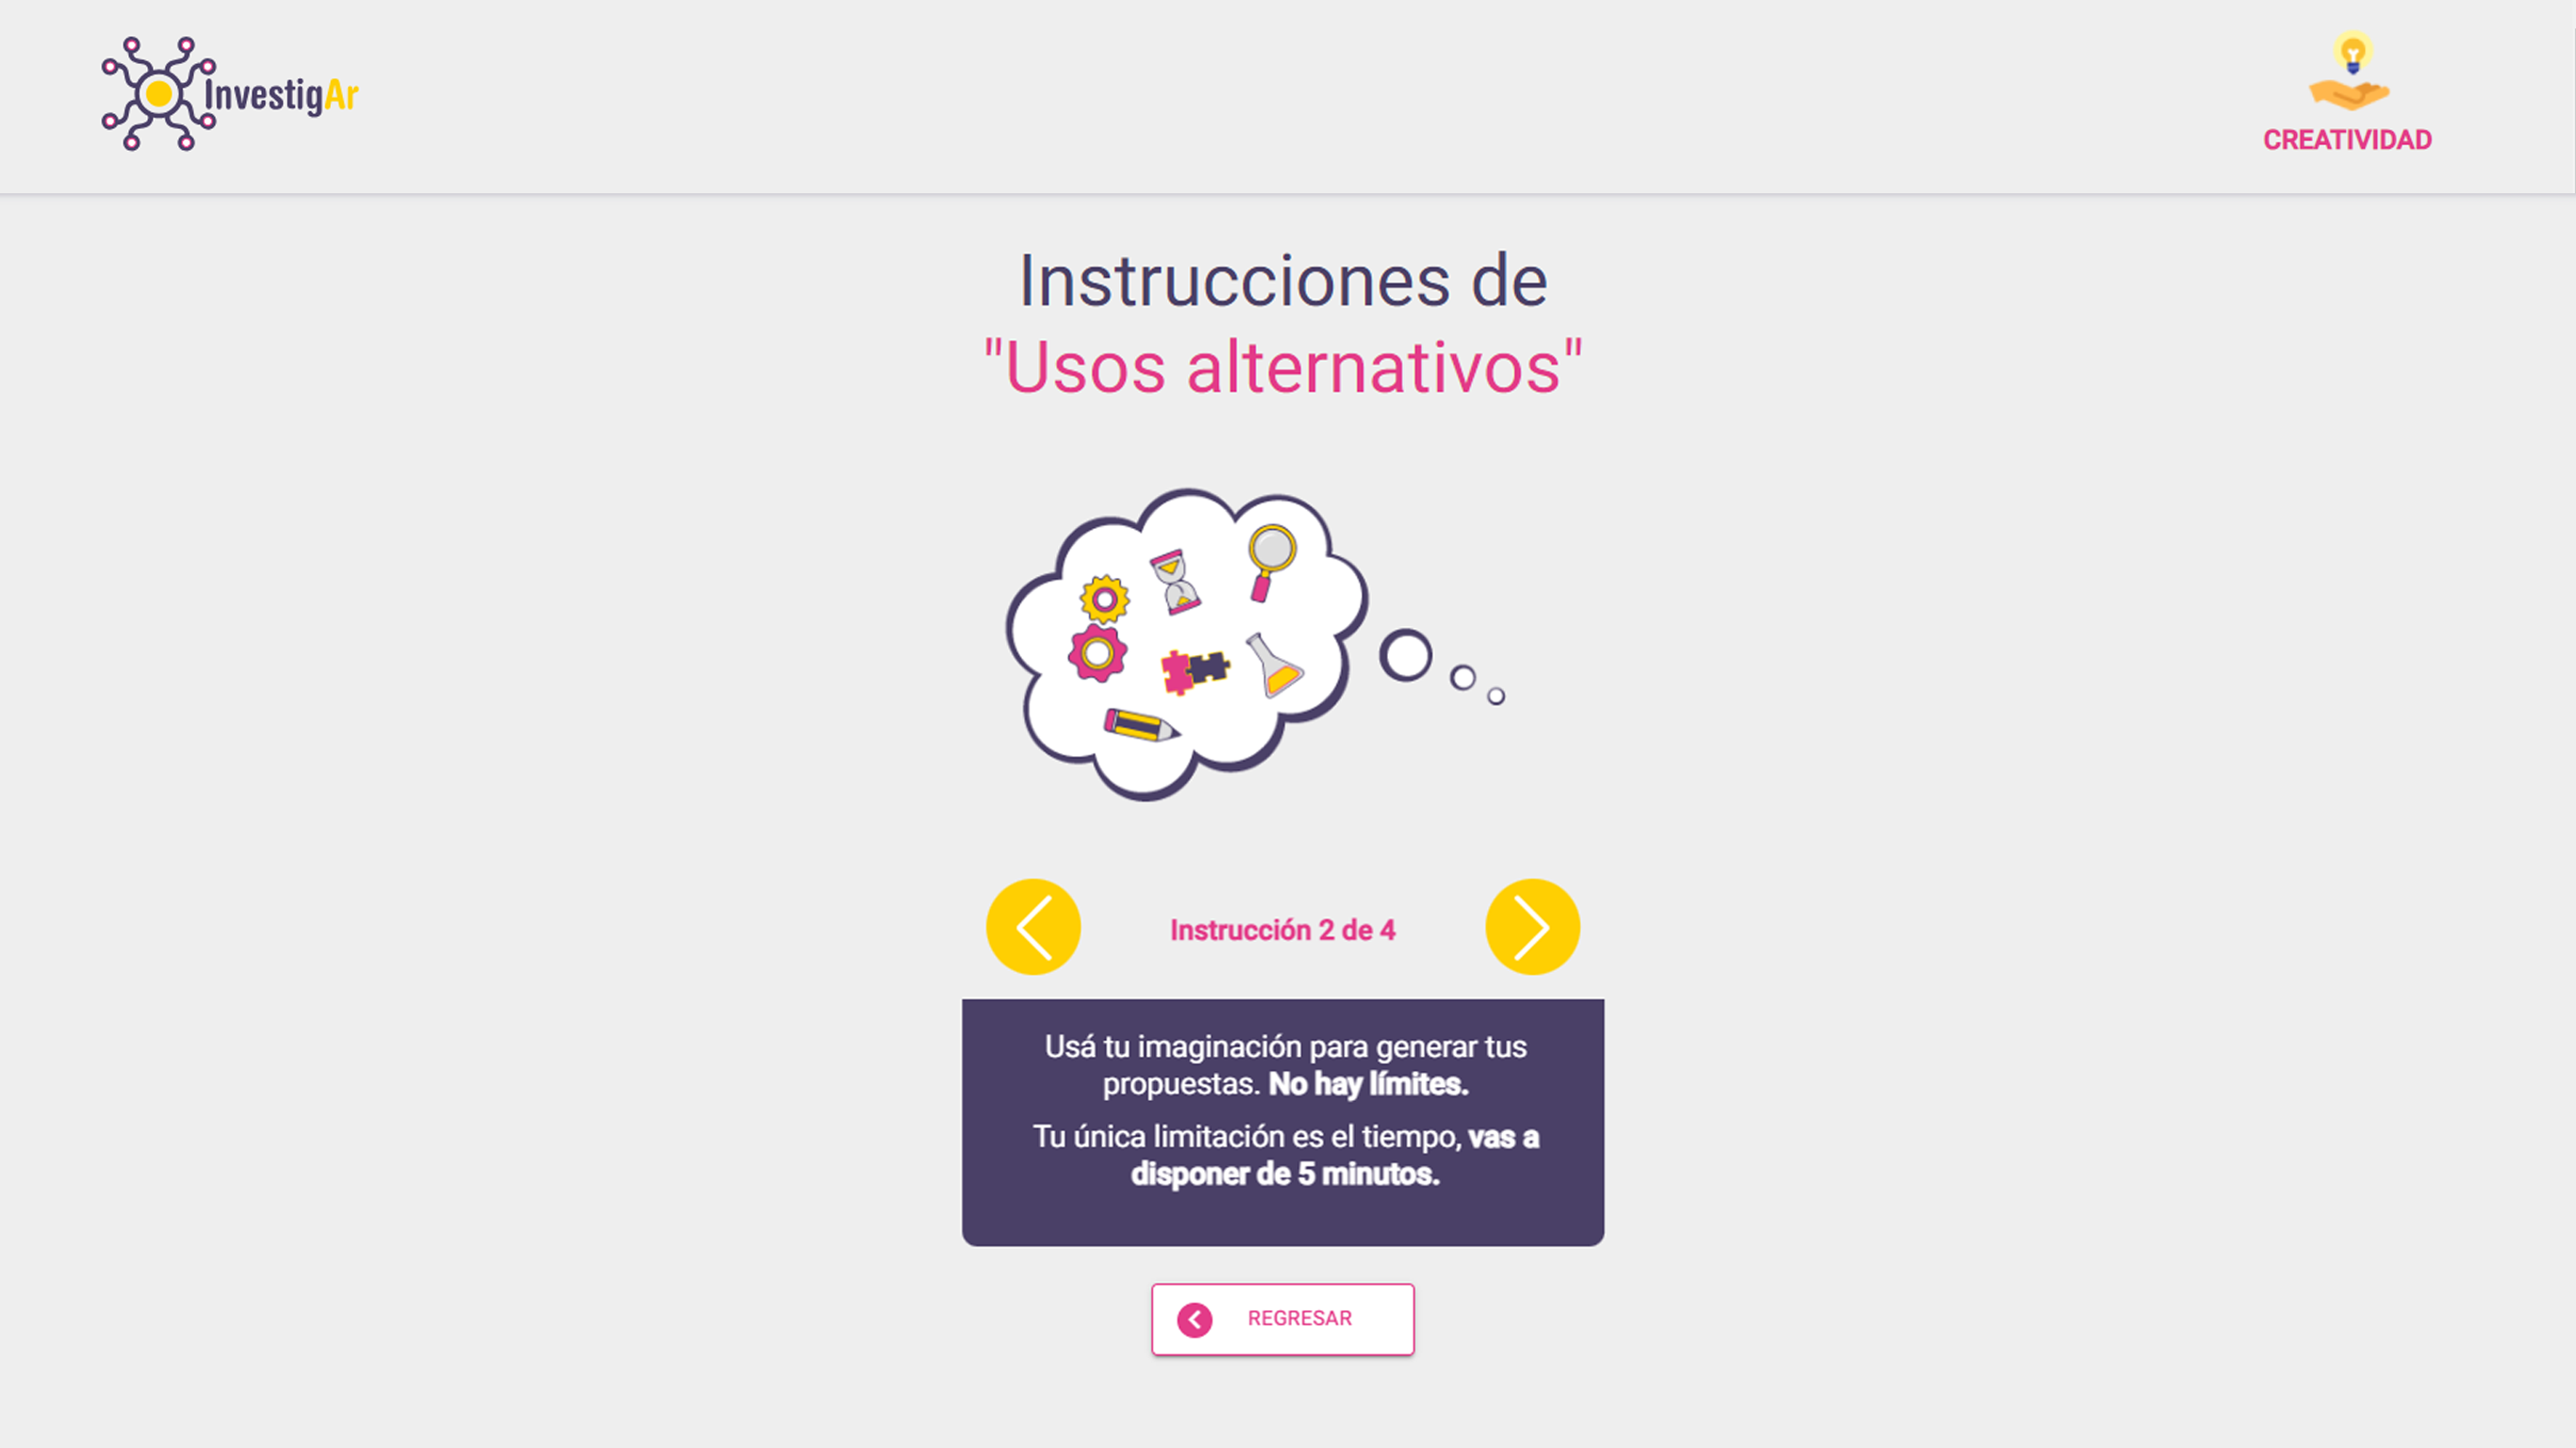 InvestigAr
CREATIVIDAD
Instrucciones de
"Usos alternativos"
Instrucción 2 de 4
Usá tu imaginación para generar tus
propuestas. No hay límites.
Tu única limitación es el tiempo, vas a
disponer de 5 minutos.
REGRESAR